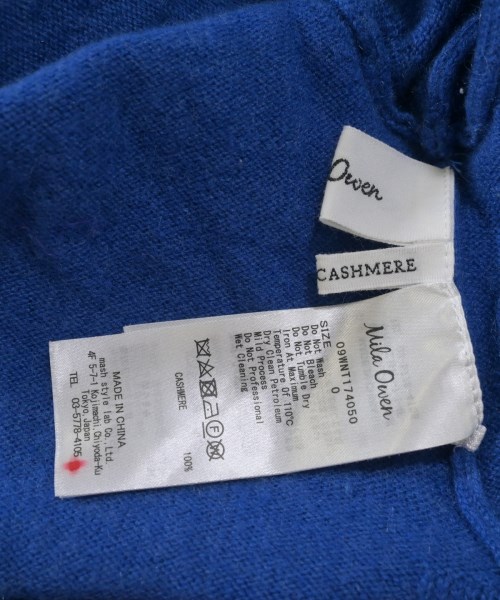 Owen
CASHMERE
Mila Owen
09WNT174050
SIZE 0
Do Not Wash
Do Not Bleach
Do Not Tumble Dry
Iron At Maximum
Temperature Of 110℃
Dry Clean Petroleum
Mild Process
Do Not Professional
Wet Cleaning
CASHMERE 100%
MADE IN CHINA
mash style lab Co.,Ltd.
4F 5-7-1 Kojimachi, Chiyoda-Ku
Tokyo, Japan
TEL 03-5778-4105